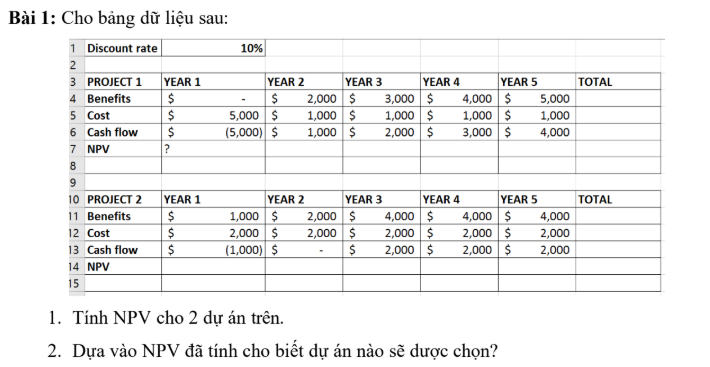 Bài 1: Cho bảng dữ liệu sau:
1 Discount rate 10%
2
3 PROJECT 1 YEAR 1 YEAR 2 YEAR 3 YEAR 4 YEAR 5 TOTAL
4 Benefits $ - $ 2,000 $ 3,000 $ 4,000 $ 5,000
5 Cost $ 5,000 $ 1,000 $ 1,000 $ 1,000 $ 1,000
6 Cash flow $ (5,000) $ 1,000 $ 2,000 $ 3,000 $ 4,000
7 NPV ?
8
9
10 PROJECT 2 YEAR 1 YEAR 2 YEAR 3 YEAR 4 YEAR 5 TOTAL
11 Benefits $ 1,000 $ 2,000 $ 4,000 $ 4,000 $ 4,000
12 Cost $ 2,000 $ 2,000 $ 2,000 $ 2,000 $ 2,000
13 Cash flow $ (1,000) $ - $ 2,000 $ 2,000 $ 2,000
14 NPV
15
1. Tính NPV cho 2 dự án trên.
2. Dựa vào NPV đã tính cho biết dự án nào sẽ dược chọn?